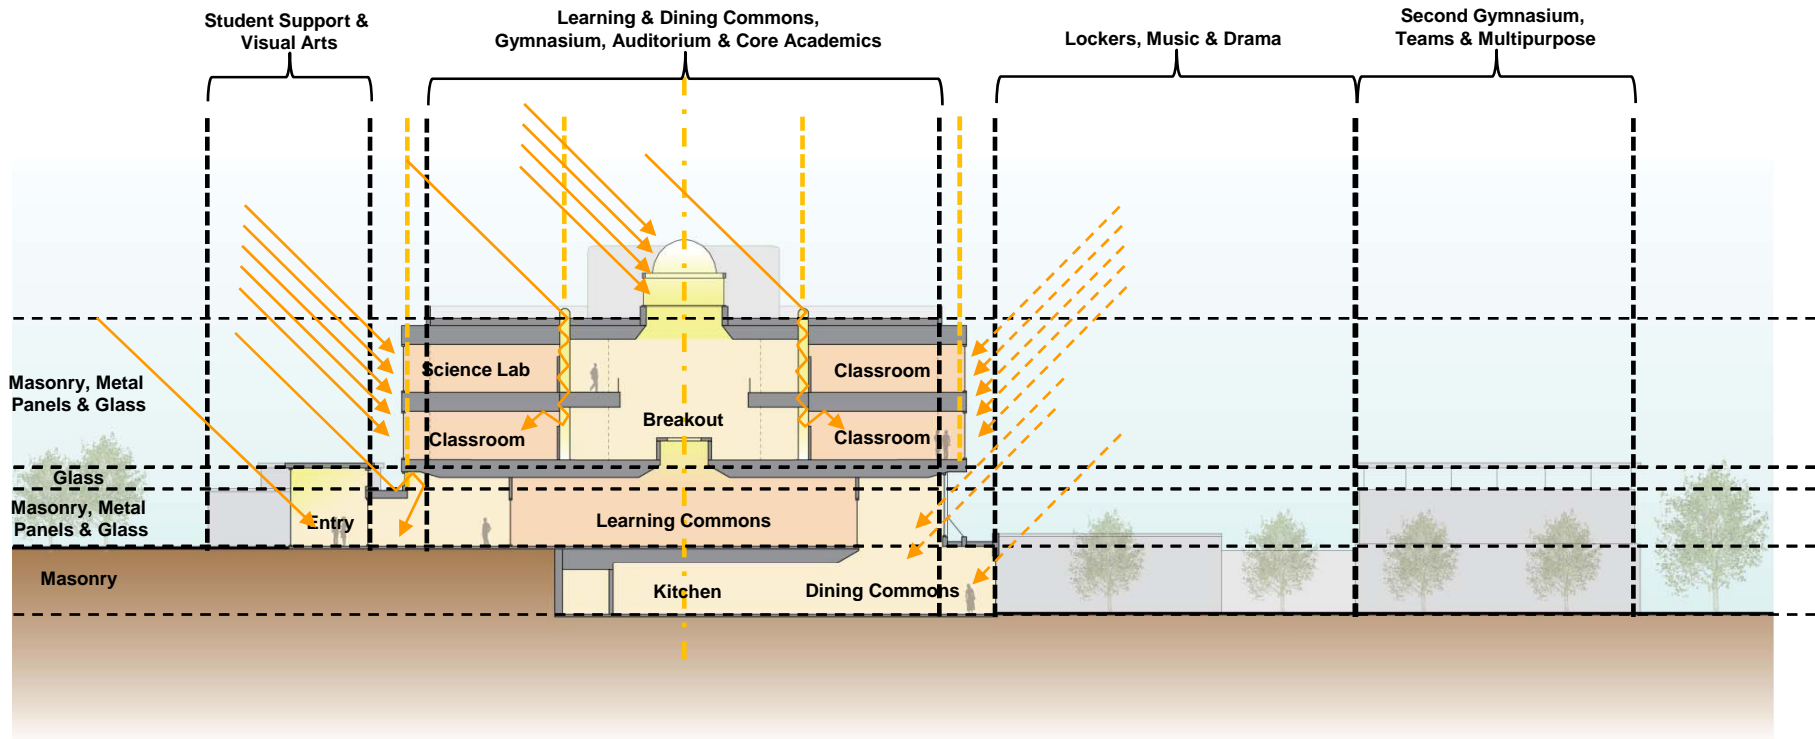 Student Support &
Visual Arts
Learning & Dining Commons,
Gymnasium, Auditorium & Core Academics
Lockers, Music & Drama
Second Gymnasium,
Teams & Multipurpose
Masonry, Metal
Panels & Glass
Science Lab
Classroom
Breakout
Classroom
Classroom
Glass
Masonry, Metal
Panels & Glass
Entry
Learning Commons
Masonry
Kitchen
Dining Commons